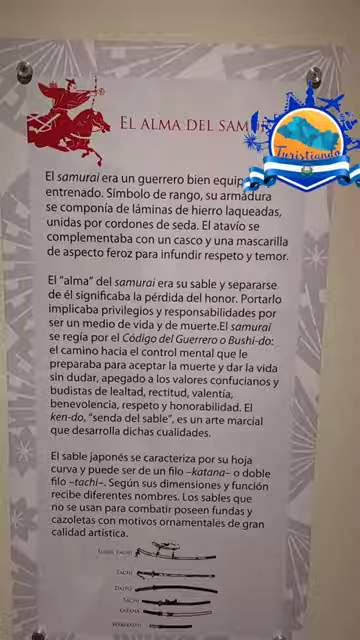 EL ALMA DEL SAM
Turistiando
El samurai era un guerrero bien equip
entrenado. Símbolo de rango, su armadura
se componía de láminas de hierro laqueadas,
unidas por cordones de seda. El atavío se
complementaba con un casco y una mascarilla
de aspecto feroz para infundir respeto y temor.
El "alma" del samurai era su sable y separarse
de él significaba la pérdida del honor. Portarlo
implicaba privilegios y responsabilidades por
ser un medio de vida y de muerte.El samurai
se regía por el Código del Guerrero o Bushi-do:
el camino hacia el control mental que le
preparaba para aceptar la muerte y dar la vida
sin dudar, apegado a los valores confucianos y
budistas de lealtad, rectitud, valentía,
benevolencia, respeto y honorabilidad. El
ken-do, "senda del sable", es un arte marcial
que desarrolla dichas cualidades.
El sable japonés se caracteriza por su hoja
curva y puede ser de un filo –katana– o doble
filo –tachi–. Según sus dimensiones y función
recibe diferentes nombres. Los sables que
no se usan para combatir poseen fundas y
cazoletas con motivos ornamentales de gran
calidad artística.
TACHI
TACHI
DAITO
TACHI
KATANA
WAKIZASHI